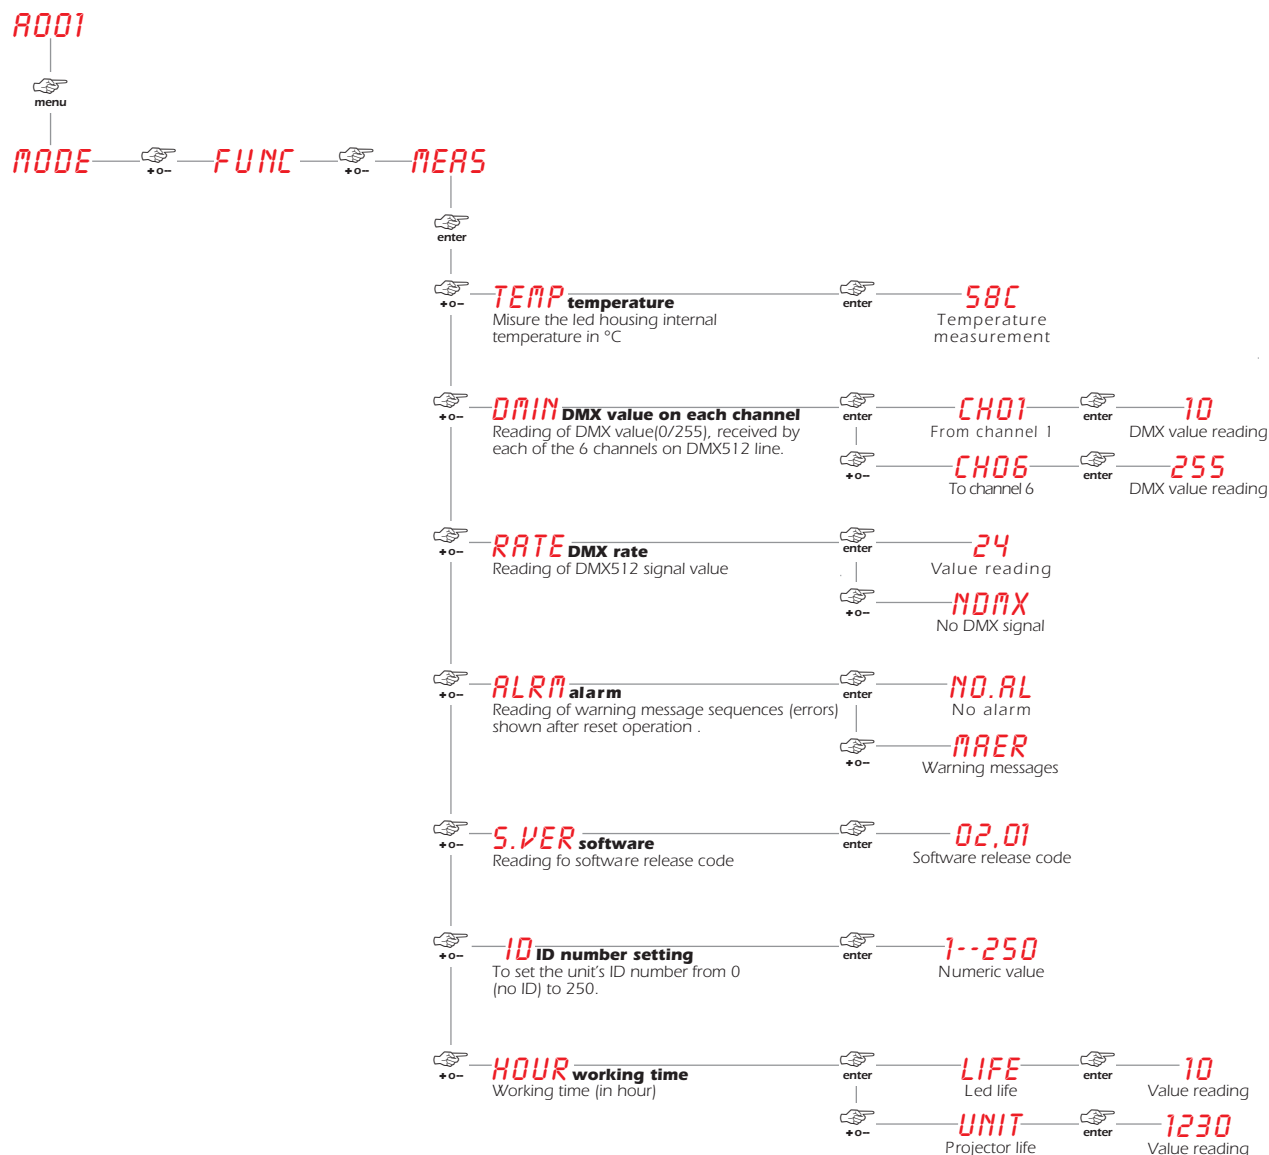 A001
menu
MODE +o- FUNC +o- MEAS
enter
+o- TEMP temperature enter 58C
Misure the led housing internal
temperature in °C
Temperature
measurement
+o- DMIN DMX value on each channel enter CH01 enter 10
Reading of DMX value(0/255), received by
each of the 6 channels on DMX512 line.
From channel 1
DMX value reading
+o- CH06 enter 255
To channel 6
DMX value reading
+o- RATE DMX rate enter 24
Reading of DMX512 signal value
Value reading
+o- NDMX
No DMX signal
+o- ALRM alarm enter NO.AL
Reading of warning message sequences (errors)
shown after reset operation .
No alarm
+o- MAER
Warning messages
+o- S.VER software enter 02,01
Reading fo software release code
Software release code
+o- ID ID number setting enter 1--250
To set the unit's ID number from 0
(no ID) to 250.
Numeric value
+o- HOUR working time enter LIFE enter 10
Working time (in hour)
Led life
Value reading
+o- UNIT enter 1230
Projector life
Value reading